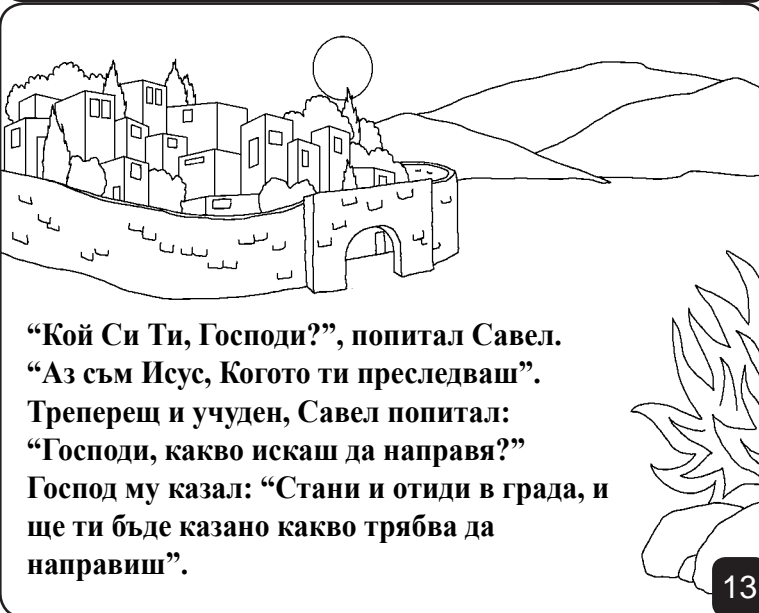 “Кой Си Ти, Господи?”, попитал Савел.
“Аз съм Исус, Когото ти преследваш”.
Треперещ и учуден, Савел попитал:
“Господи, какво искаш да направя?”
Господ му казал: “Стани и отиди в града, и
ще ти бъде казано какво трябва да
направиш”.
13